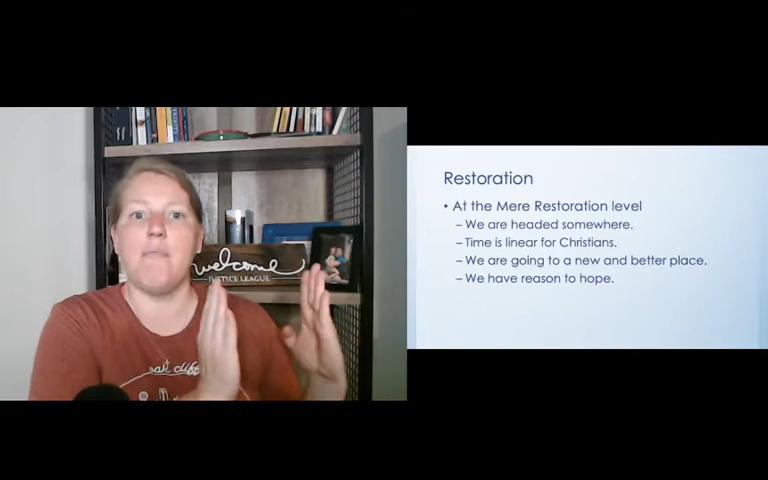 welcome
JUSTICE LEAGUE
Restoration
• At the Mere Restoration level
– We are headed somewhere.
– Time is linear for Christians.
– We are going to a new and better place.
– We have reason to hope.